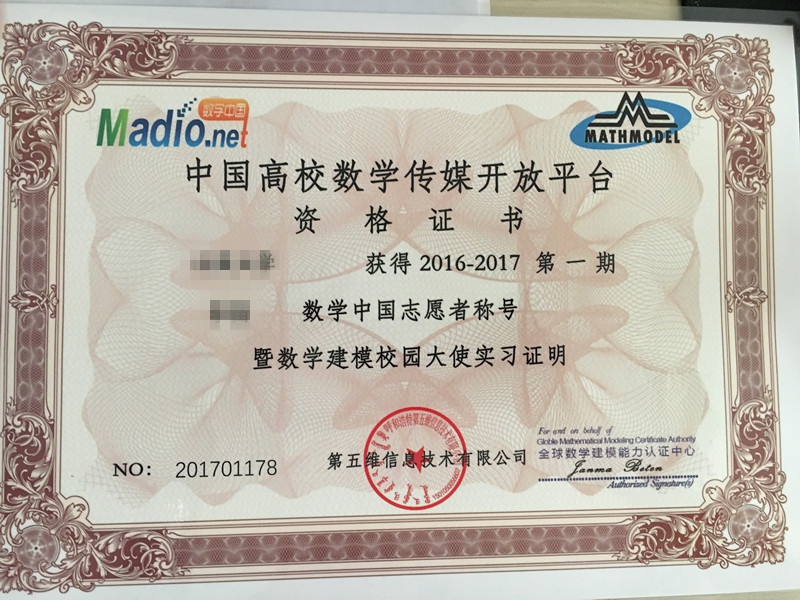 Madio.net 数学中国
MATHMODEL
中国高校数学传媒开放平台
资格证书
获得 2016-2017 第一期
数学中国志愿者称号
暨数学建模校园大使实习证明
For and on behalf of
Globle Mathematical Modeling Certificate Authority
全球数学建模能力认证中心
Authorized Signature(s)
NO: 201701178
第五维信息技术有限公司